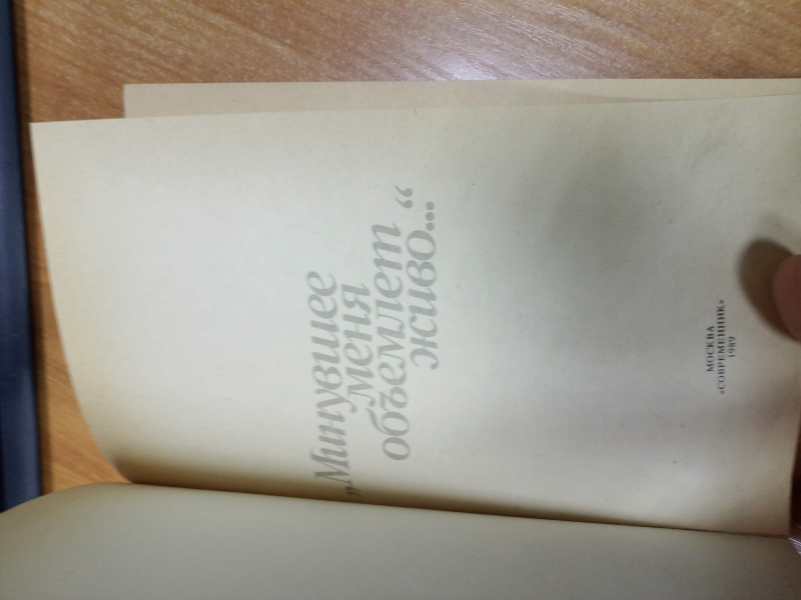 „Минувшее
меня
объемлет
живо...“
МОСКВА
«СОВРЕМЕННИК»
1989